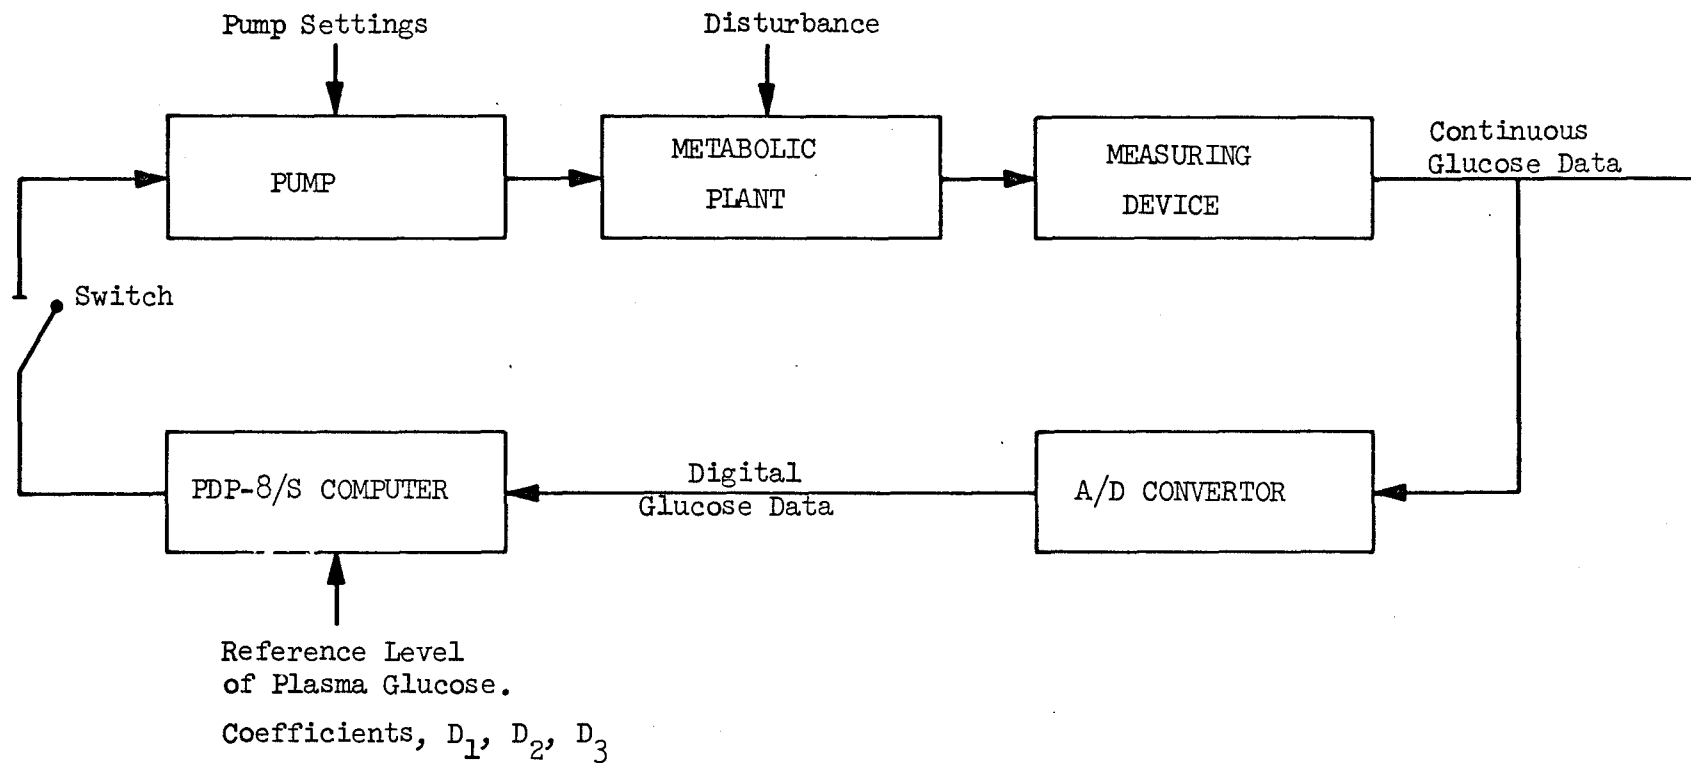 Pump Settings
Disturbance
PUMP
METABOLIC
PLANT
MEASURING
DEVICE
Continuous
Glucose Data
Switch
PDP-8/S COMPUTER
Digital
Glucose Data
A/D CONVERTOR
Reference Level
of Plasma Glucose.
Coefficients, D₁, D₂, D₃